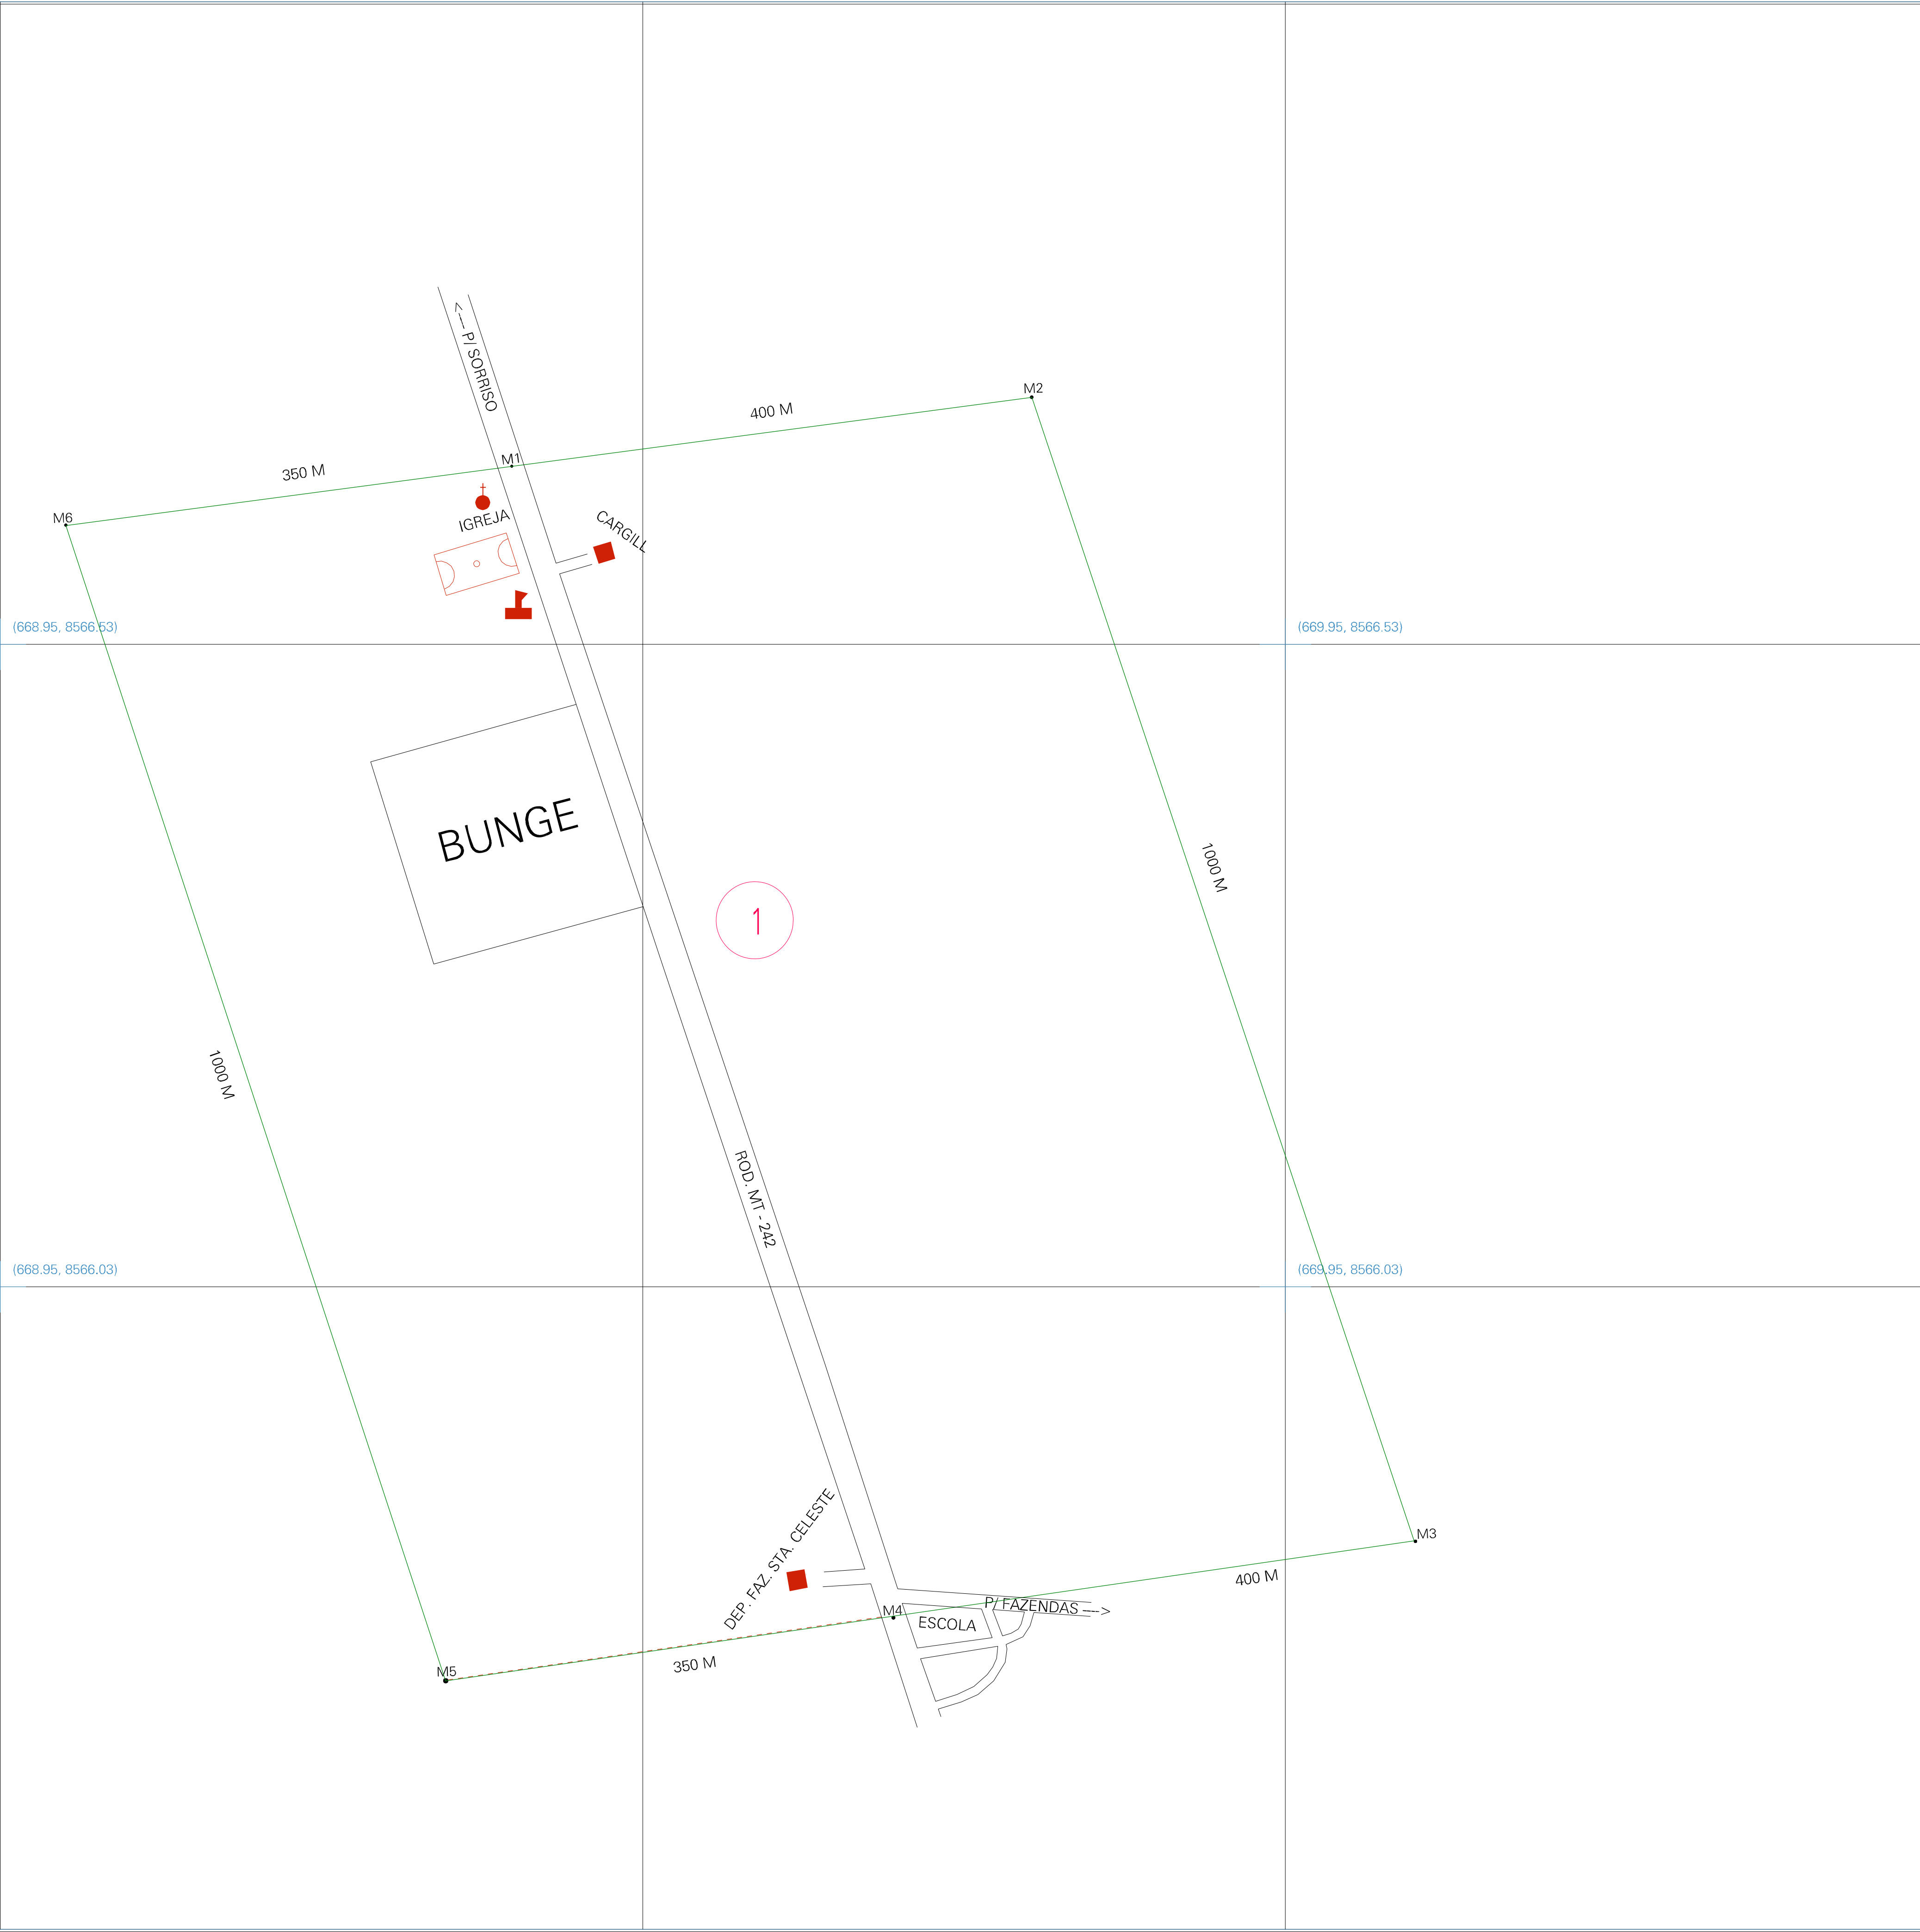 <---- P/ SORRISO
M2
400 M
M1
350 M
M6
IGREJA
CARGILL
(668.95, 8566.53)
(669.95, 8566.53)
BUNGE
1000 M
1
1000 M
ROD. MT - 242
(668.95, 8566.03)
(669.95, 8566.03)
DEP. FAZ. STA. CELESTE
M3
400 M
P/ FAZENDAS ---->
M4
ESCOLA
350 M
M5